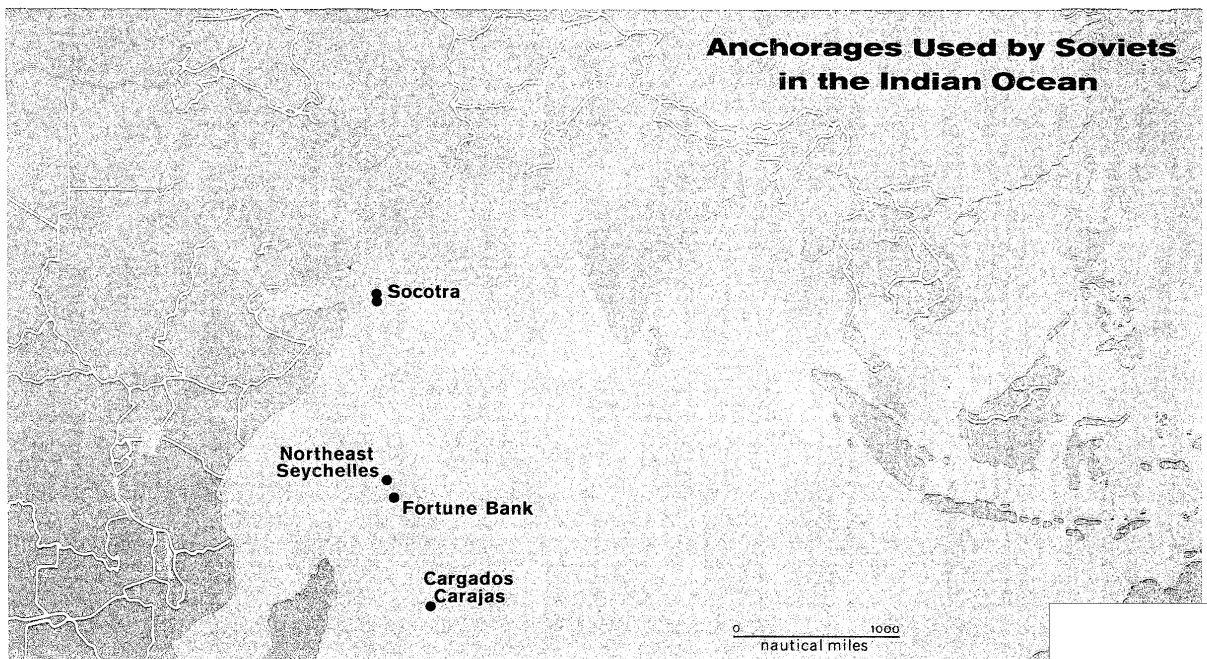 Anchorages Used by Soviets
in the Indian Ocean
Socotra
Northeast
Seychelles
Fortune Bank
Cargados
Carajas
0 1000
nautical miles